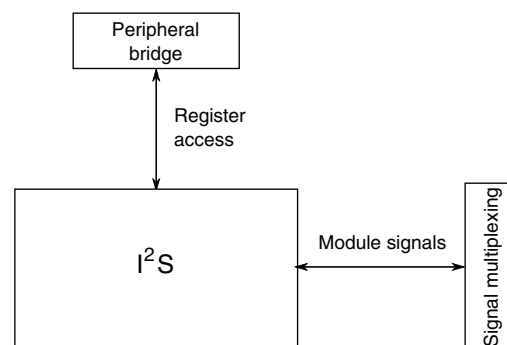 Peripheral
bridge
Register
access
I²S
Module signals
Signal multiplexing